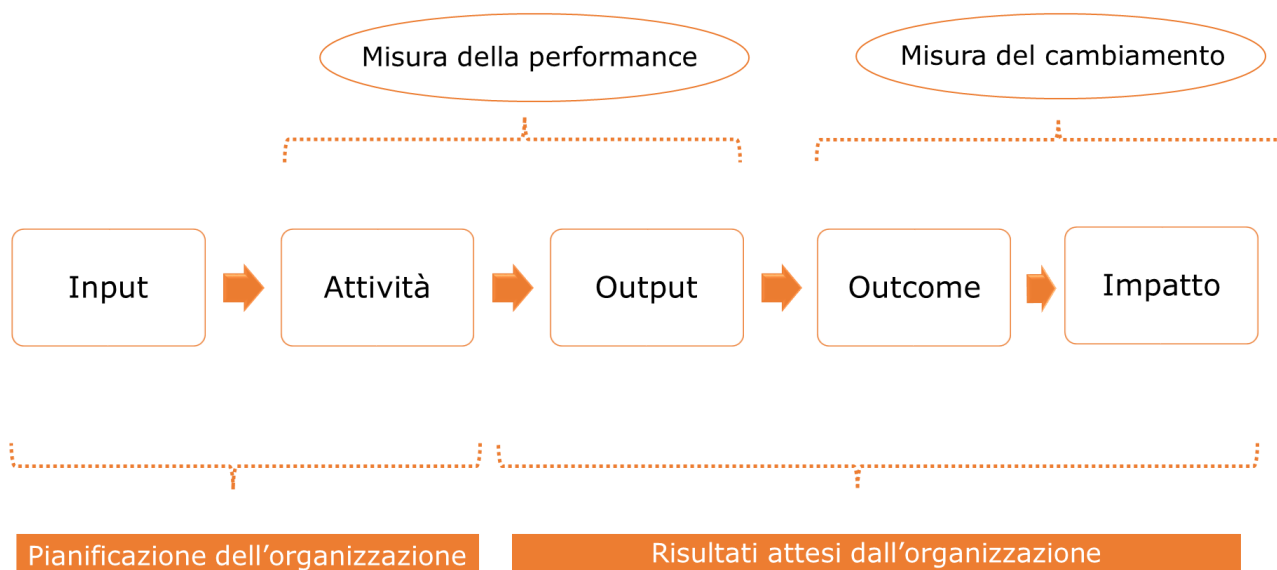 Misura della performance
Misura del cambiamento
Input
Attività
Output
Outcome
Impatto
Pianificazione dell’organizzazione
Risultati attesi dall’organizzazione